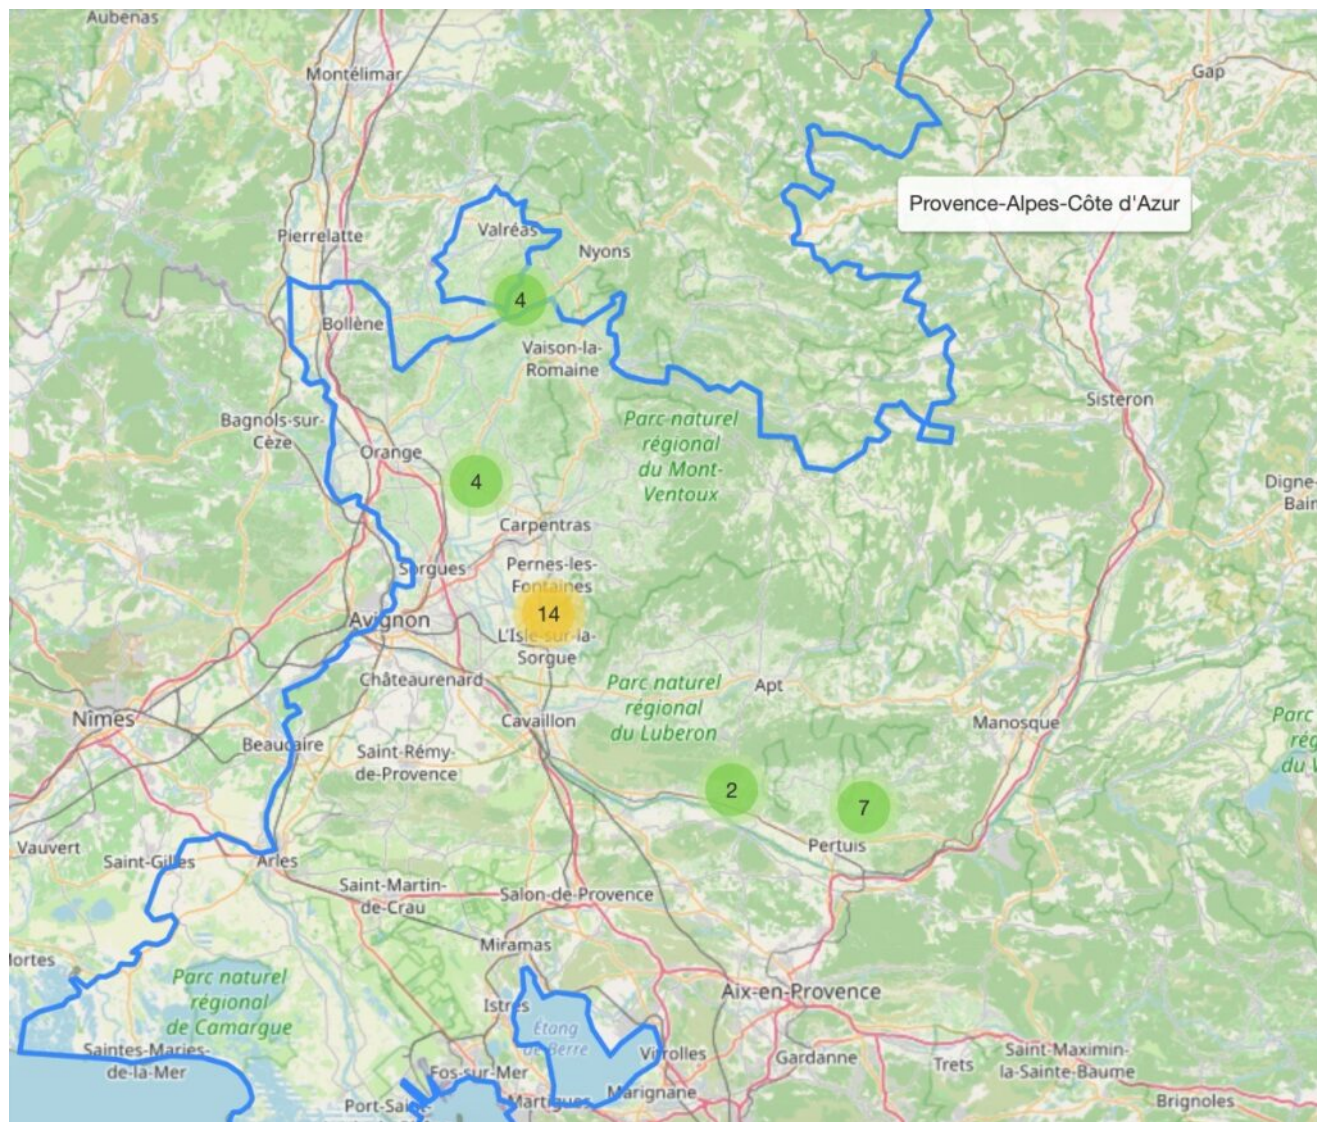 Aubenas
Montélimar
Gap
Provence-Alpes-Côte d'Azur
Valréas
Pierrelatte
Nyons
4
Bollène
Vaison-la-
Romaine
Sisteron
Bagnols-sur-
Cèze
Parc naturel
régional
du Mont-
Ventoux
Orange
4
Digne-
Bain
Carpentras
Sorgues
Pernes-les-
Fontaines
14
Avignon
L'Isle-sur-la-
Sorgue
Châteaurenard
Parc naturel
régional
du Luberon
Apt
Nîmes
Cavaillon
Manosque
Parc
rég
du V
Beaucaire
Saint-Rémy-
de-Provence
2
7
Vauvert
Saint-Gilles
Arles
Pertuis
Saint-Martin-
de-Crau
Salon-de-Provence
Miramas
Parc naturel
régional
de Camargue
Aix-en-Provence
Istres
Étang
de Berre
Saintes-Maries-
de-la-Mer
Fos-sur-Mer
Vitrolles
Gardanne
Trets
Saint-Maximin-
la-Sainte-Baume
Port-Saint-
Martigues
Marignane
Brignoles